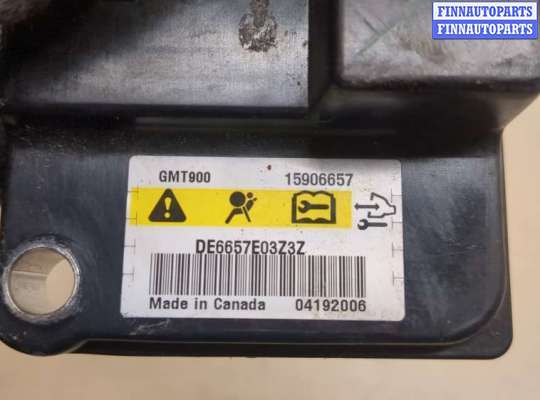 FINNAUTOPARTS
FINNAUTOPARTS
GMT900 15906657
DE6657E03Z3Z
Made in Canada 04192006